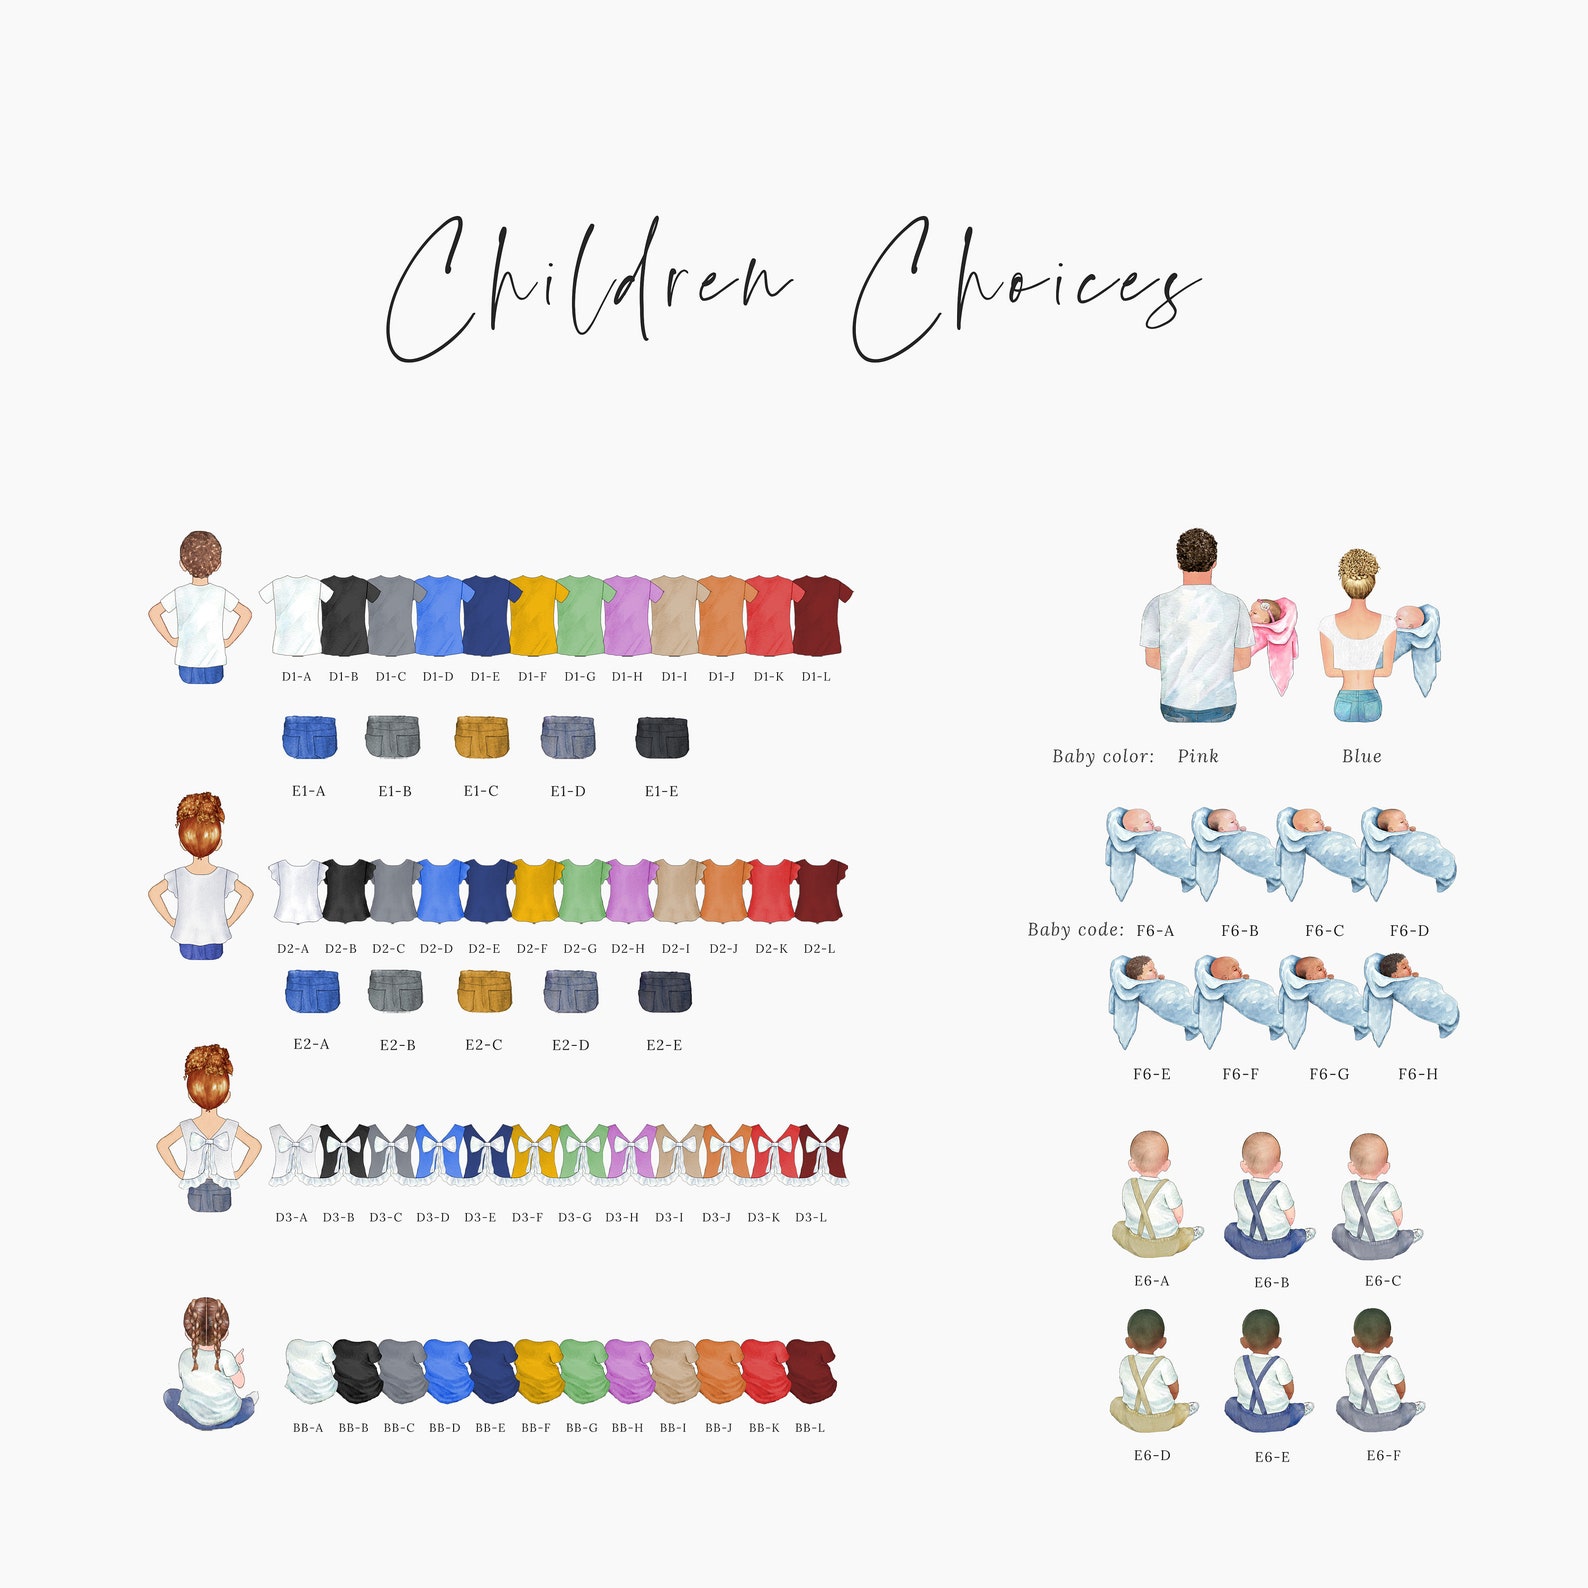 Children Choices
D1-A D1-B D1-C D1-D D1-E D1-F D1-G D1-H D1-I D1-J D1-K D1-L
E1-A E1-B E1-C E1-D E1-E
D2-A D2-B D2-C D2-D D2-E D2-F D2-G D2-H D2-I D2-J D2-K D2-L
E2-A E2-B E2-C E2-D E2-E
D3-A D3-B D3-C D3-D D3-E D3-F D3-G D3-H D3-I D3-J D3-K D3-L
BB-A BB-B BB-C BB-D BB-E BB-F BB-G BB-H BB-I BB-J BB-K BB-L
Baby color: Pink Blue
Baby code: F6-A F6-B F6-C F6-D
F6-E F6-F F6-G F6-H
E6-A E6-B E6-C
E6-D E6-E E6-F